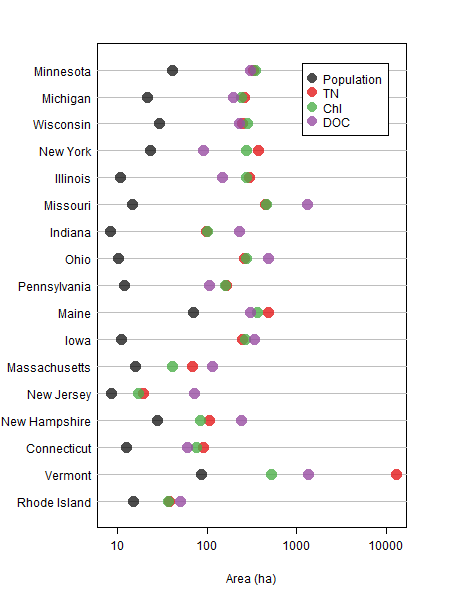 Minnesota
Michigan
Wisconsin
New York
Illinois
Missouri
Indiana
Ohio
Pennsylvania
Maine
Iowa
Massachusetts
New Jersey
New Hampshire
Connecticut
Vermont
Rhode Island
Population
TN
Chl
DOC
10 100 1000 10000
Area (ha)